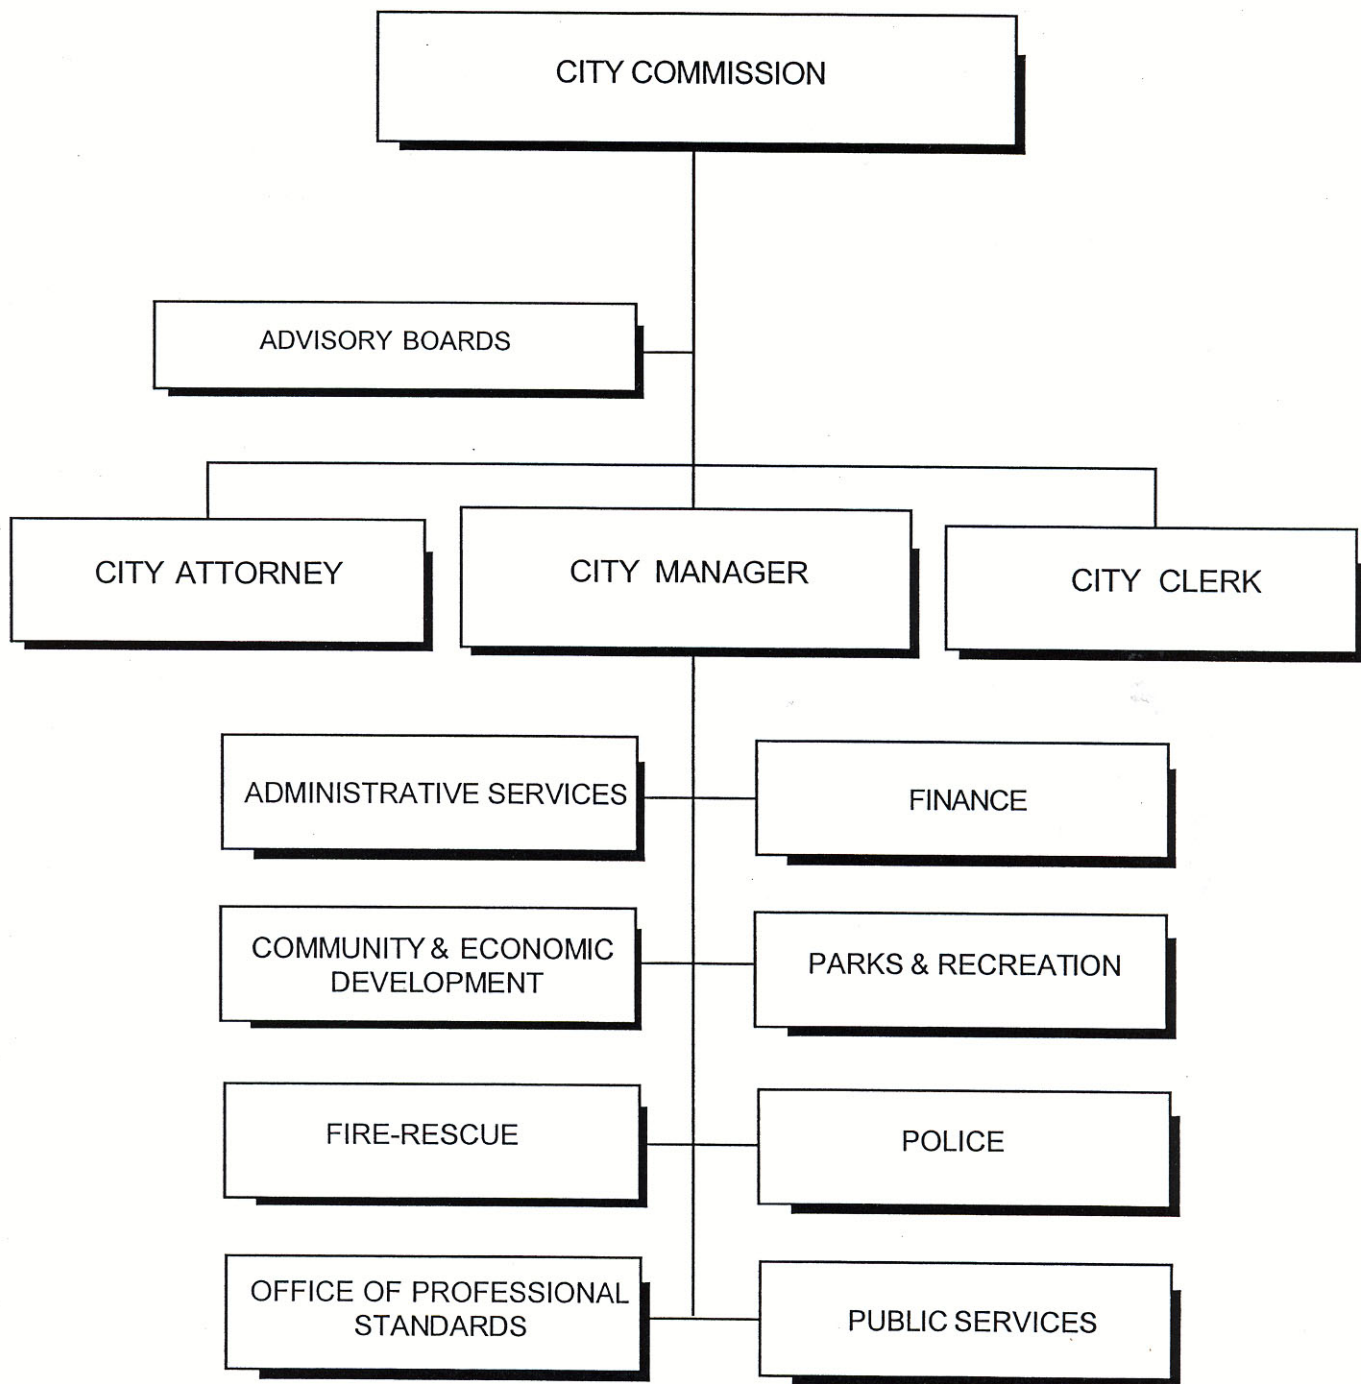 CITY COMMISSION
ADVISORY BOARDS
CITY ATTORNEY
CITY MANAGER
CITY CLERK
ADMINISTRATIVE SERVICES
FINANCE
COMMUNITY & ECONOMIC
DEVELOPMENT
PARKS & RECREATION
FIRE-RESCUE
POLICE
OFFICE OF PROFESSIONAL
STANDARDS
PUBLIC SERVICES